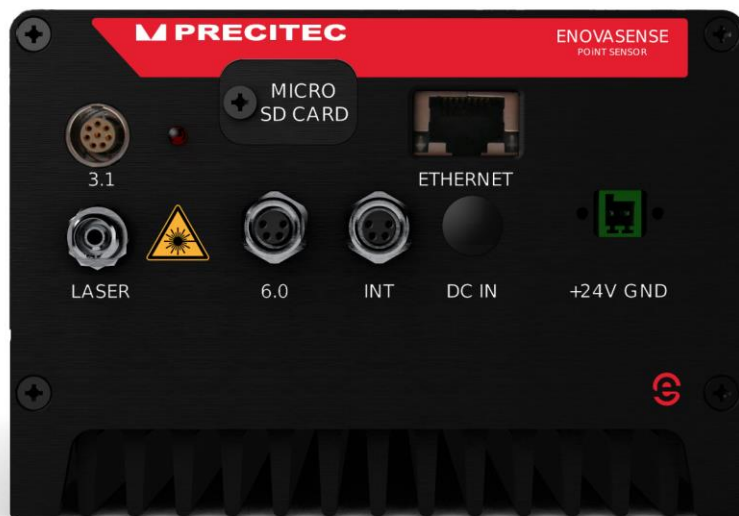 PRECITEC
ENOVASENSE
POINT SENSOR
MICRO
SD CARD
3.1
ETHERNET
LASER
6.0
INT
DC IN
+24V GND